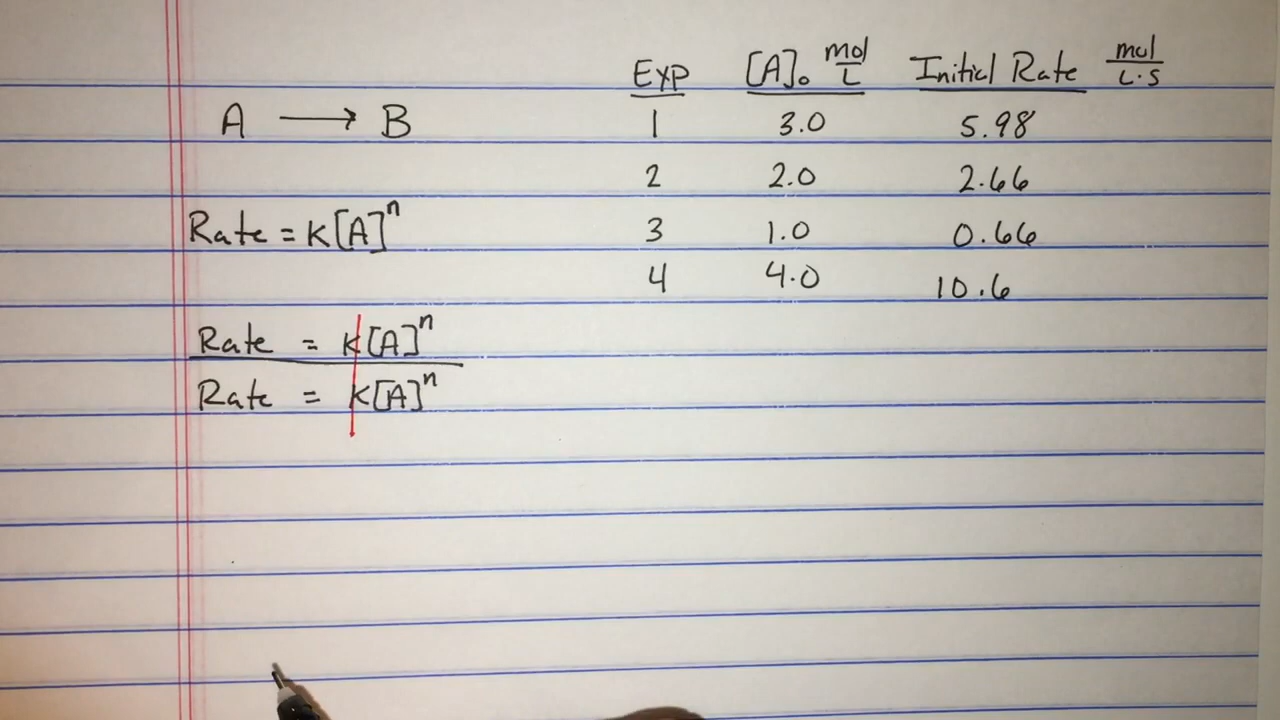 Exp [A]₀ mol/L Initial Rate mol/L·s
A → B 1 3.0 5.98
2 2.0 2.66
Rate = K[A]ⁿ 3 1.0 0.66
4 4.0 10.6
Rate = K[A]ⁿ
Rate = K[A]ⁿ